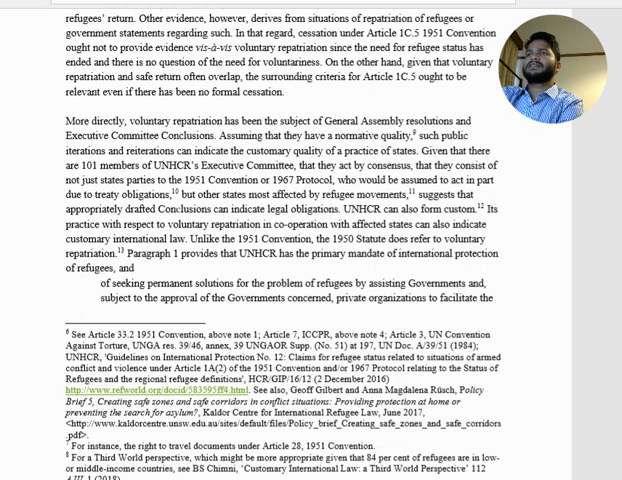 refugees' return. Other evidence, however, derives from situations of repatriation of refugees or
government statements regarding such. In that regard, cessation under Article 1C.5 1951 Convention
ought not to provide evidence vis-à-vis voluntary repatriation since the need for refugee status has
ended and there is no question of the need for voluntariness. On the other hand, given that voluntary
repatriation and safe return often overlap, the surrounding criteria for Article 1C.5 ought to be
relevant even if there has been no formal cessation.
More directly, voluntary repatriation has been the subject of General Assembly resolutions and
Executive Committee Conclusions. Assuming that they have a normative quality,9 such public
iterations and reiterations can indicate the customary quality of a practice of states. Given that there
are 101 members of UNHCR's Executive Committee, that they act by consensus, that they consist of
not just states parties to the 1951 Convention or 1967 Protocol, who would be assumed to act in part
due to treaty obligations,10 but other states most affected by refugee movements,11 suggests that
appropriately drafted Conclusions can indicate legal obligations. UNHCR can also form custom.12 Its
practice with respect to voluntary repatriation in co-operation with affected states can also indicate
customary international law. Unlike the 1951 Convention, the 1950 Statute does refer to voluntary
repatriation.13 Paragraph 1 provides that UNHCR has the primary mandate of international protection
of refugees, and
of seeking permanent solutions for the problem of refugees by assisting Governments and,
subject to the approval of the Governments concerned, private organizations to facilitate the
6 See Article 33.2 1951 Convention, above note 1; Article 7, ICCPR, above note 4; Article 3, UN Convention
Against Torture, UNGA res. 39/46, annex, 39 UNGAOR Supp. (No. 51) at 197, UN Doc. A/39/51 (1984);
UNHCR, 'Guidelines on International Protection No. 12: Claims for refugee status related to situations of armed
conflict and violence under Article 1A(2) of the 1951 Convention and/or 1967 Protocol relating to the Status of
Refugees and the regional refugee definitions', HCR/GIP/16/12 (2 December 2016)
http://www.refworld.org/docid/583595ff4.html. See also, Geoff Gilbert and Anna Magdalena Rüsch, Policy
Brief 5, Creating safe zones and safe corridors in conflict situations: Providing protection at home or
preventing the search for asylum?, Kaldor Centre for International Refugee Law, June 2017,
<http://www.kaldorcentre.unsw.edu.au/sites/default/files/Policy_brief_Creating_safe_zones_and_safe_corridors
.pdf>.
7 For instance, the right to travel documents under Article 28, 1951 Convention.
8 For a Third World perspective, which might be more appropriate given that 84 per cent of refugees are in low-
or middle-income countries, see BS Chimni, 'Customary International Law: a Third World Perspective' 112
AJIL 1 (2018)